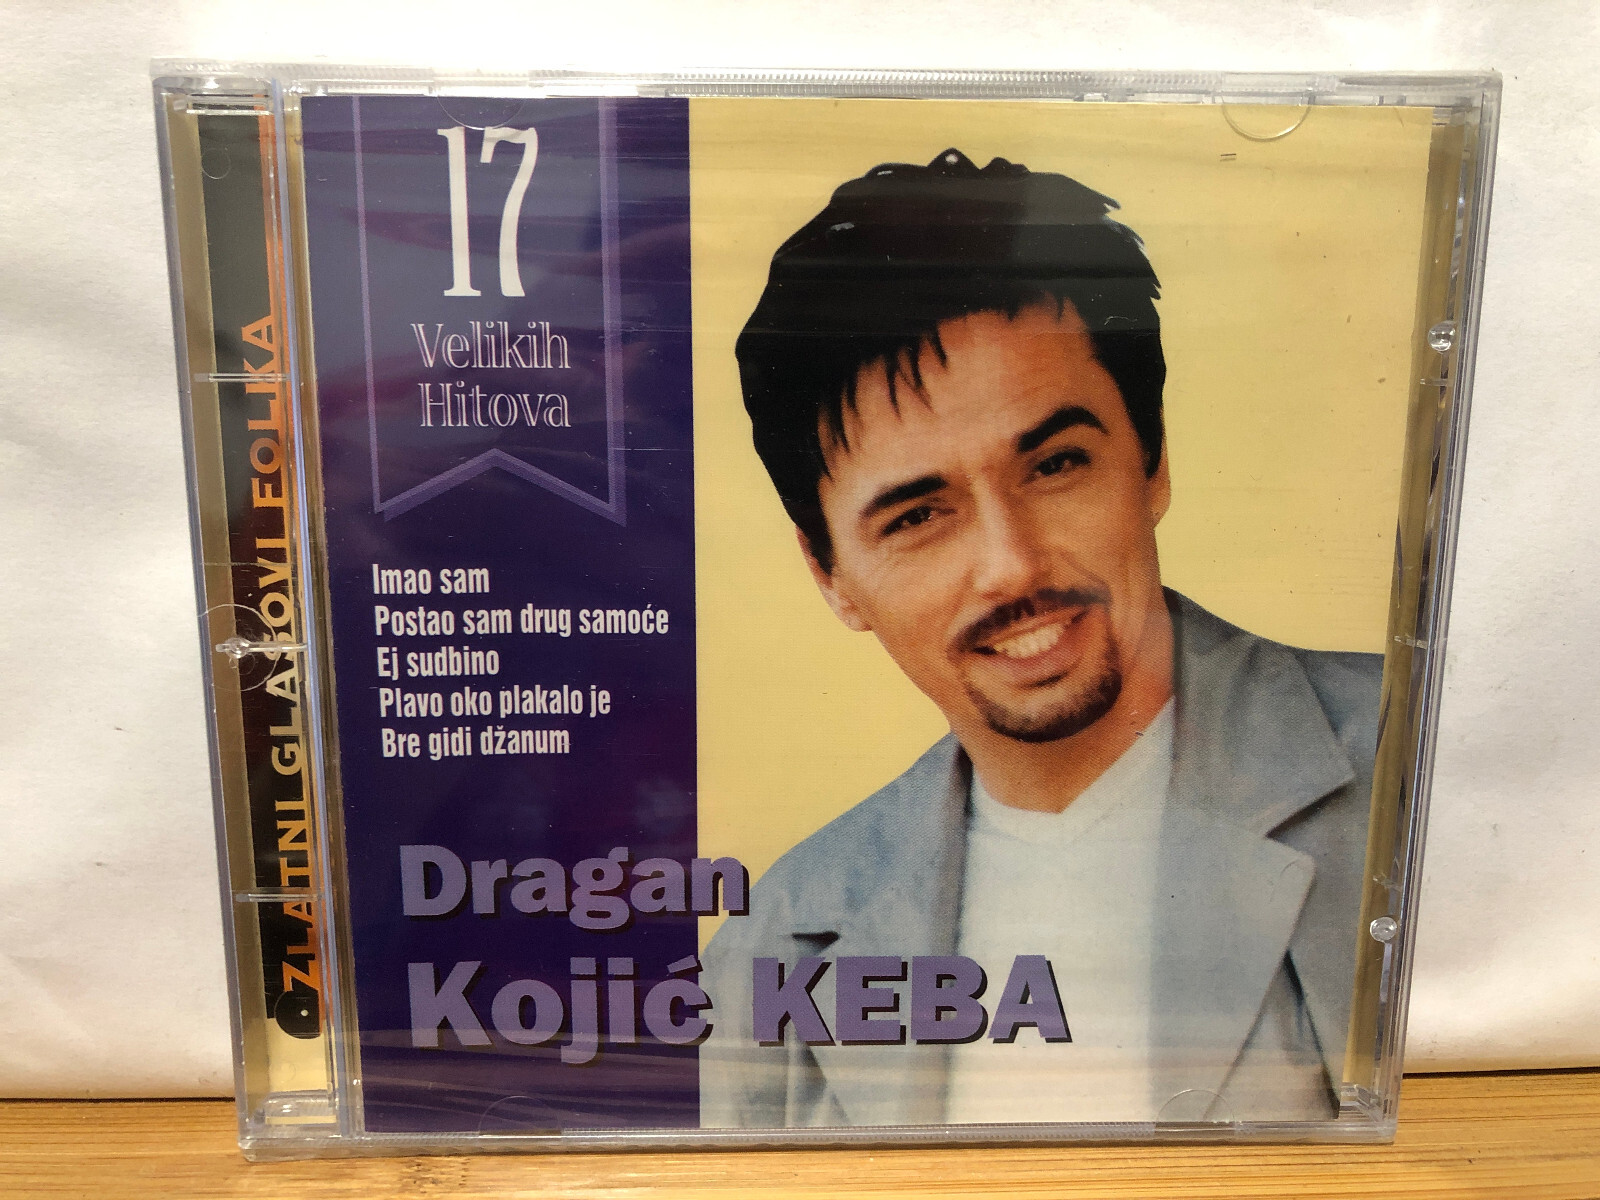 17
Velikih
Hitova
Imao sam
Postao sam drug samoće
Ej sudbino
Plavo oko plakalo je
Bre gidi džanum
Dragan
Kojić KEBA
ZLATNI GLASOVI FOLKA